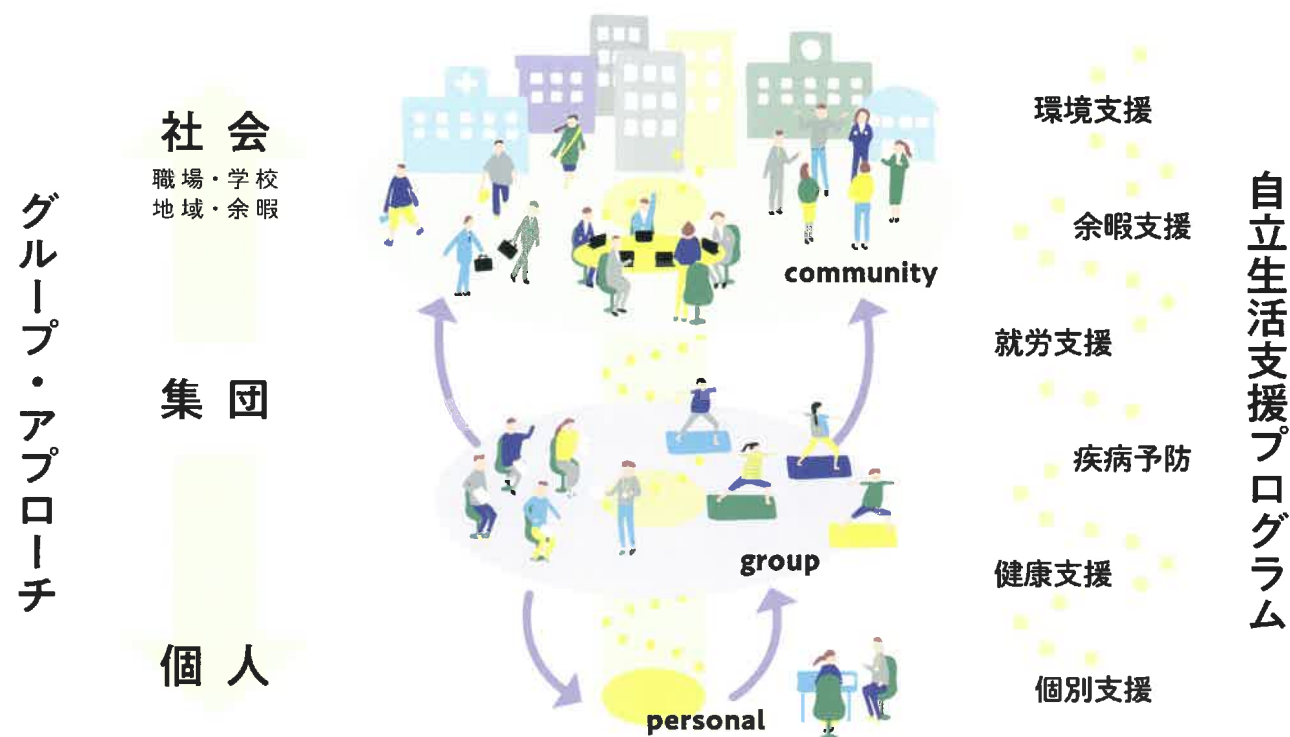 グループ・アプローチ
社会
職場・学校
地域・余暇
集団
個人
community
group
personal
環境支援
余暇支援
就労支援
疾病予防
健康支援
個別支援
自立生活支援プログラム